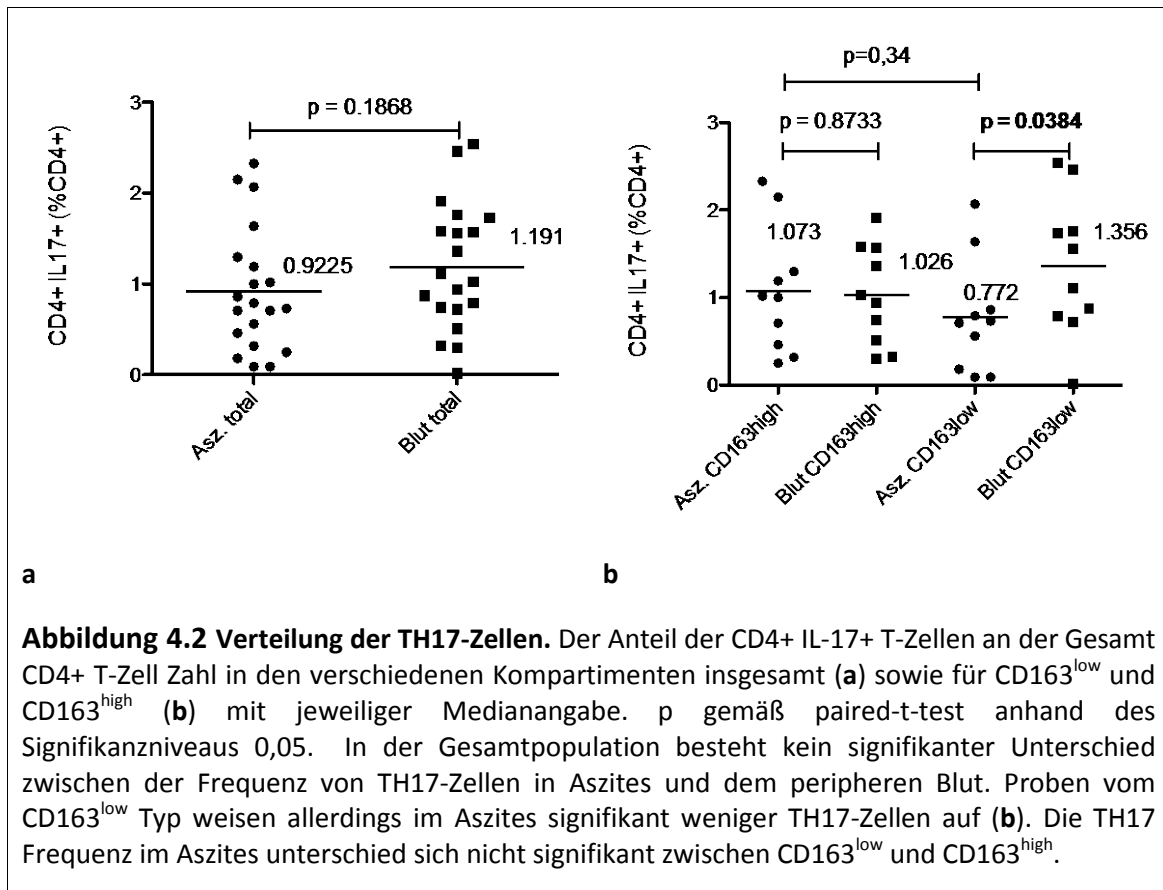 p = 0.1868
3
2
1
0
CD4+ IL17+ (%CD4+)
0.9225
1.191
Asz. total
Blut total
a
p=0,34
p = 0.8733
p = 0.0384
3
2
1
0
CD4+ IL17+ (%CD4+)
1.073
1.026
0.772
1.356
Asz. CD163high
Blut CD163high
Asz. CD163low
Blut CD163low
b
Abbildung 4.2 Verteilung der TH17-Zellen. Der Anteil der CD4+ IL-17+ T-Zellen an der Gesamt
CD4+ T-Zell Zahl in den verschiedenen Kompartimenten insgesamt (a) sowie für CD163low und
CD163high (b) mit jeweiliger Medianangabe. p gemäß paired-t-test anhand des
Signifikanzniveaus 0,05. In der Gesamtpopulation besteht kein signifikanter Unterschied
zwischen der Frequenz von TH17-Zellen in Aszites und dem peripheren Blut. Proben vom
CD163low Typ weisen allerdings im Aszites signifikant weniger TH17-Zellen auf (b). Die TH17
Frequenz im Aszites unterschied sich nicht signifikant zwischen CD163low und CD163high.